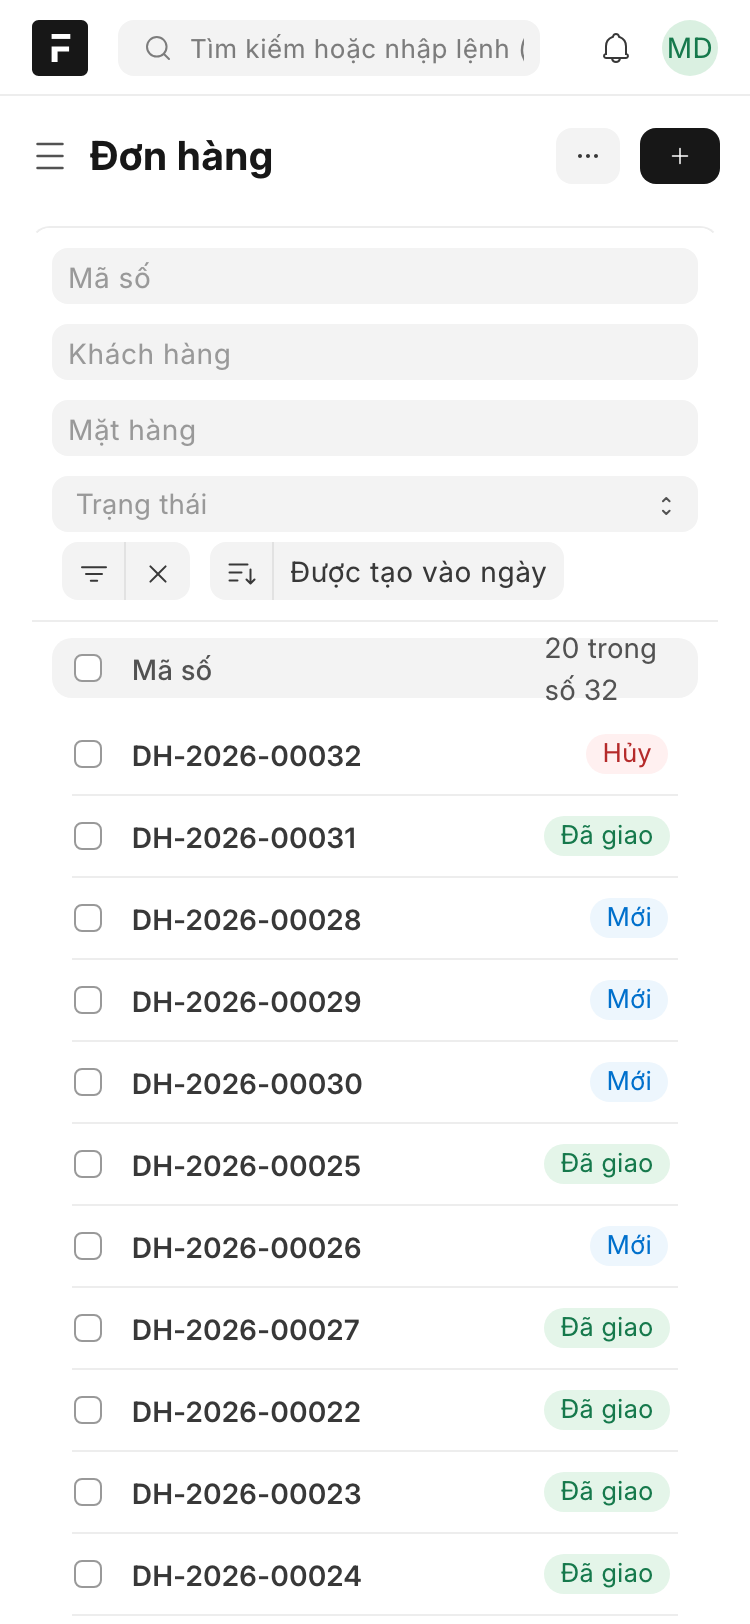 F
Tìm kiếm hoặc nhập lệnh (
MD
Đơn hàng
Mã số
Khách hàng
Mặt hàng
Trạng thái
Được tạo vào ngày
Mã số
20 trong
số 32
DH-2026-00032 Hủy
DH-2026-00031 Đã giao
DH-2026-00028 Mới
DH-2026-00029 Mới
DH-2026-00030 Mới
DH-2026-00025 Đã giao
DH-2026-00026 Mới
DH-2026-00027 Đã giao
DH-2026-00022 Đã giao
DH-2026-00023 Đã giao
DH-2026-00024 Đã giao